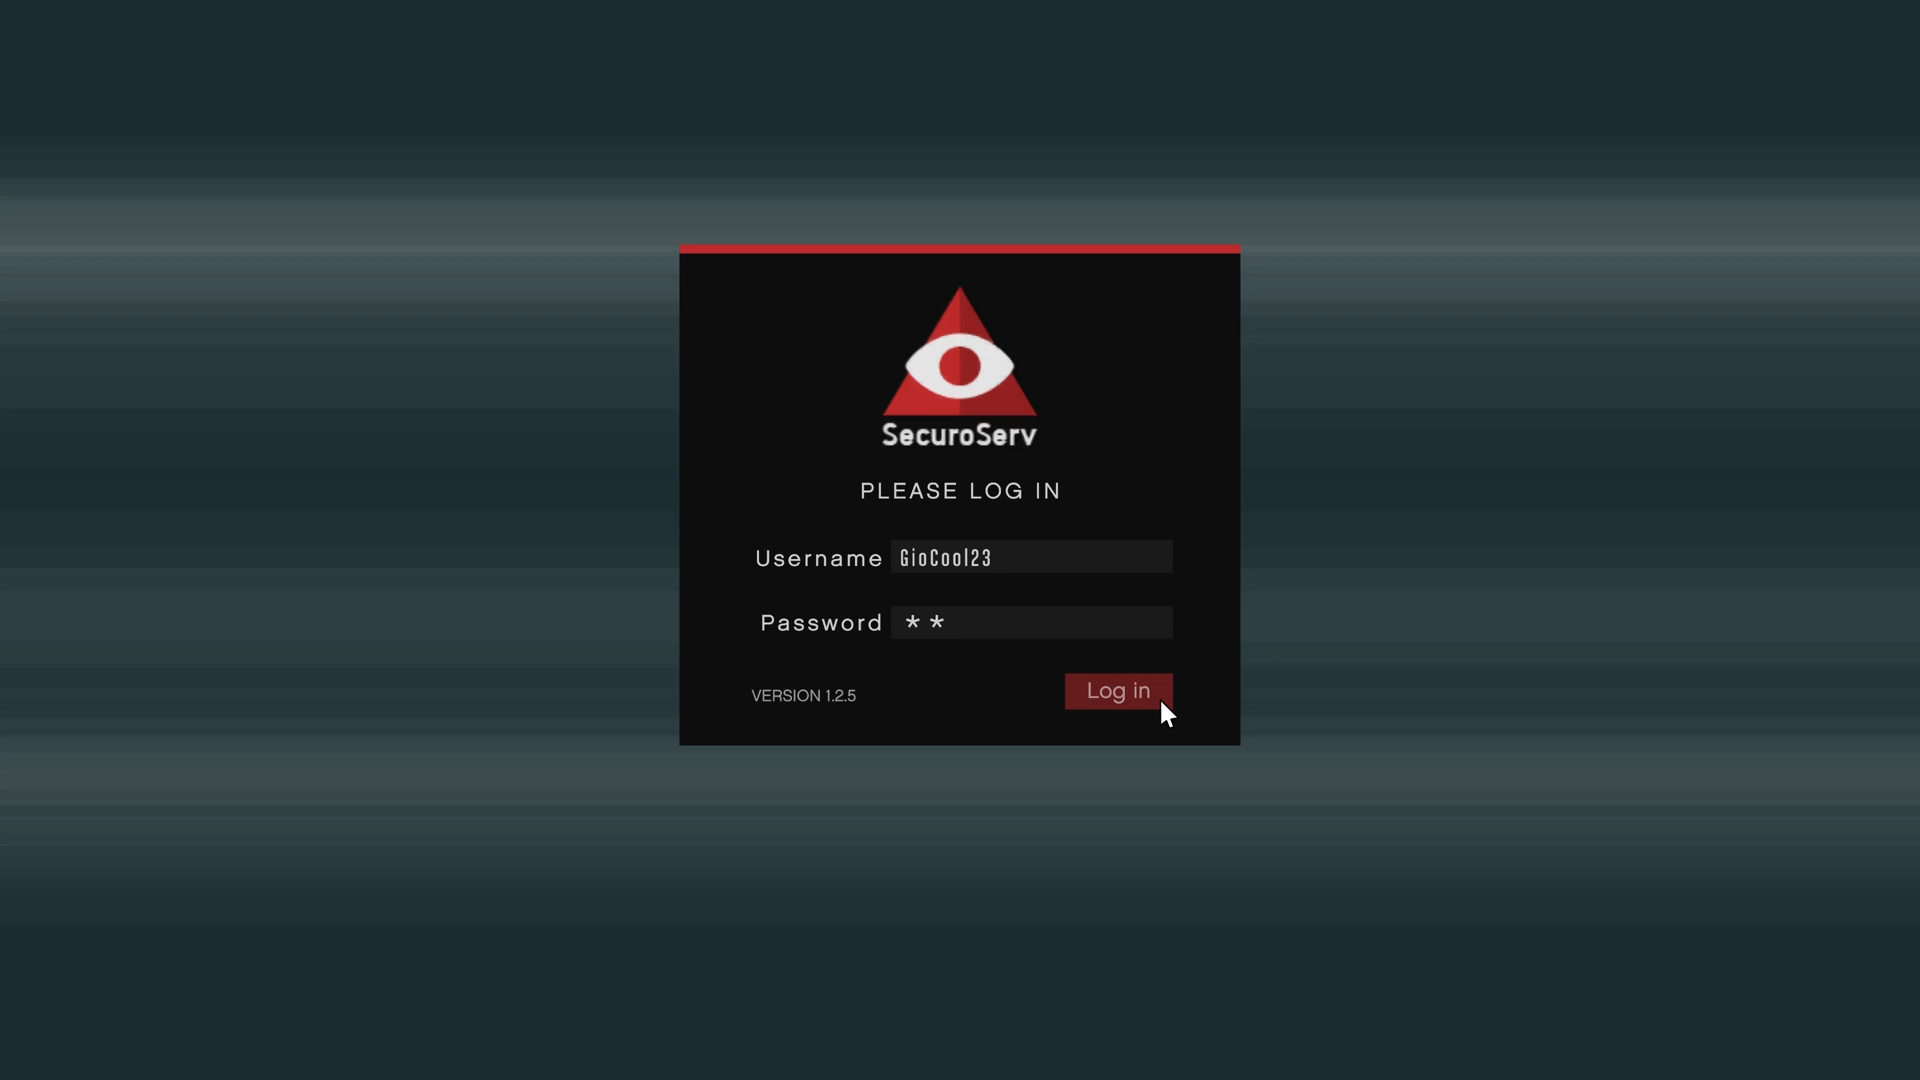 SecuroServ
PLEASE LOG IN
Username GioCool23
Password **
VERSION 1.2.5 Log in